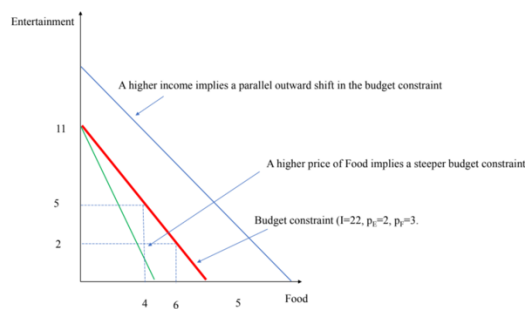 Entertainment
A higher income implies a parallel outward shift in the budget constraint
11
A higher price of Food implies a steeper budget constraint
5
Budget constraint (I=22, pE=2, pF=3.
2
4
6
5
Food